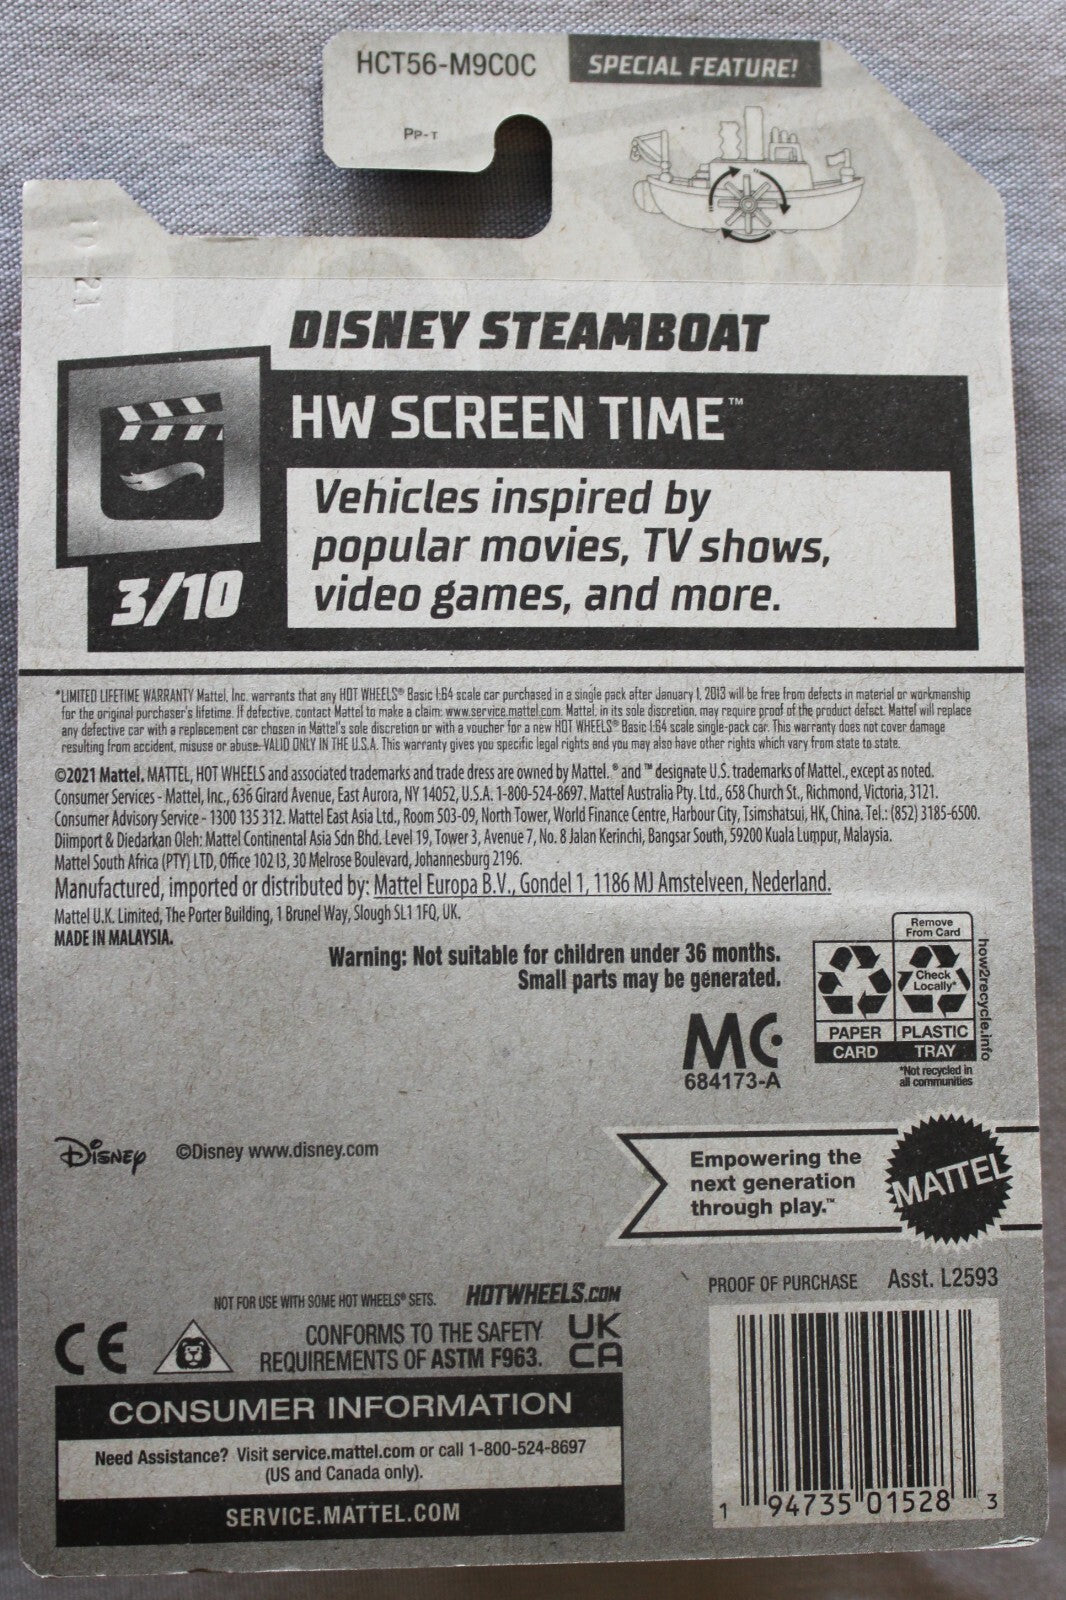 HCT56-M9C0C
SPECIAL FEATURE!
PP-T
10 21
DISNEY STEAMBOAT
HW SCREEN TIME™
Vehicles inspired by
popular movies, TV shows,
video games, and more.
3/10
*LIMITED LIFETIME WARRANTY Mattel, Inc. warrants that any HOT WHEELS® Basic 1:64 scale car purchased in a single pack after January 1, 2013 will be free from defects in material or workmanship
for the original purchaser's lifetime. If defective, contact Mattel to make a claim: www.service.mattel.com. Mattel, in its sole discretion, may require proof of the product defect. Mattel will replace
any defective car with a replacement car chosen in Mattel's sole discretion or with a voucher for a new HOT WHEELS® Basic 1:64 scale single-pack car. This warranty does not cover damage
resulting from accident, misuse or abuse. VALID ONLY IN THE U.S.A. This warranty gives you specific legal rights and you may also have other rights which vary from state to state.
©2021 Mattel. MATTEL, HOT WHEELS and associated trademarks and trade dress are owned by Mattel. ® and ™ designate U.S. trademarks of Mattel., except as noted.
Consumer Services - Mattel, Inc., 636 Girard Avenue, East Aurora, NY 14052, U.S.A. 1-800-524-8697. Mattel Australia Pty. Ltd., 658 Church St., Richmond, Victoria, 3121.
Consumer Advisory Service - 1300 135 312. Mattel East Asia Ltd., Room 503-09, North Tower, World Finance Centre, Harbour City, Tsimshatsui, HK, China. Tel.: (852) 3185-6500.
Diimport & Diedarkan Oleh: Mattel Continental Asia Sdn Bhd. Level 19, Tower 3, Avenue 7, No. 8 Jalan Kerinchi, Bangsar South, 59200 Kuala Lumpur, Malaysia.
Mattel South Africa (PTY) LTD, Office 102 I3, 30 Melrose Boulevard, Johannesburg 2196.
Manufactured, imported or distributed by: Mattel Europa B.V., Gondel 1, 1186 MJ Amstelveen, Nederland.
Mattel U.K. Limited, The Porter Building, 1 Brunel Way, Slough SL1 1FQ, UK.
MADE IN MALAYSIA.
Warning: Not suitable for children under 36 months.
Small parts may be generated.
MC
684173-A
Remove
From Card
Check
Locally*
PAPER PLASTIC
CARD TRAY
*Not recycled in
all communities
how2recycle.info
Disney
©Disney www.disney.com
Empowering the
next generation
through play.™
MATTEL
NOT FOR USE WITH SOME HOT WHEELS® SETS.
HOTWHEELS.COM
CE
CONFORMS TO THE SAFETY
REQUIREMENTS OF ASTM F963.
UK
CA
PROOF OF PURCHASE
Asst. L2593
CONSUMER INFORMATION
Need Assistance? Visit service.mattel.com or call 1-800-524-8697
(US and Canada only).
SERVICE.MATTEL.COM
1 94735 01528 3